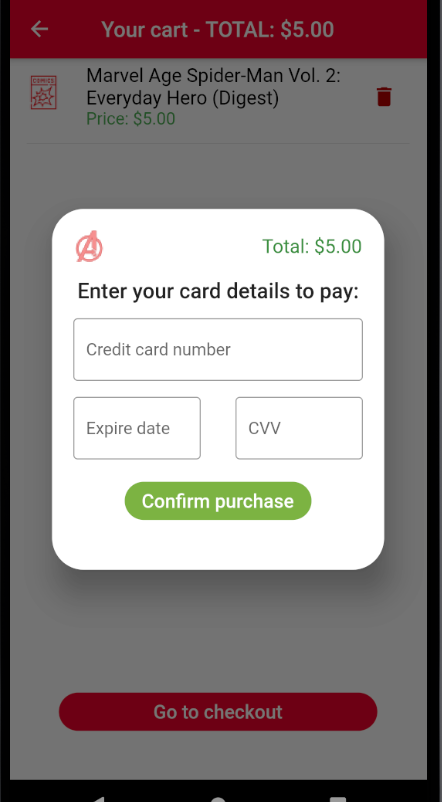 Your cart - TOTAL: $5.00
COMICS
Marvel Age Spider-Man Vol. 2:
Everyday Hero (Digest)
Price: $5.00
Total: $5.00
Enter your card details to pay:
Credit card number
Expire date
CVV
Confirm purchase
Go to checkout